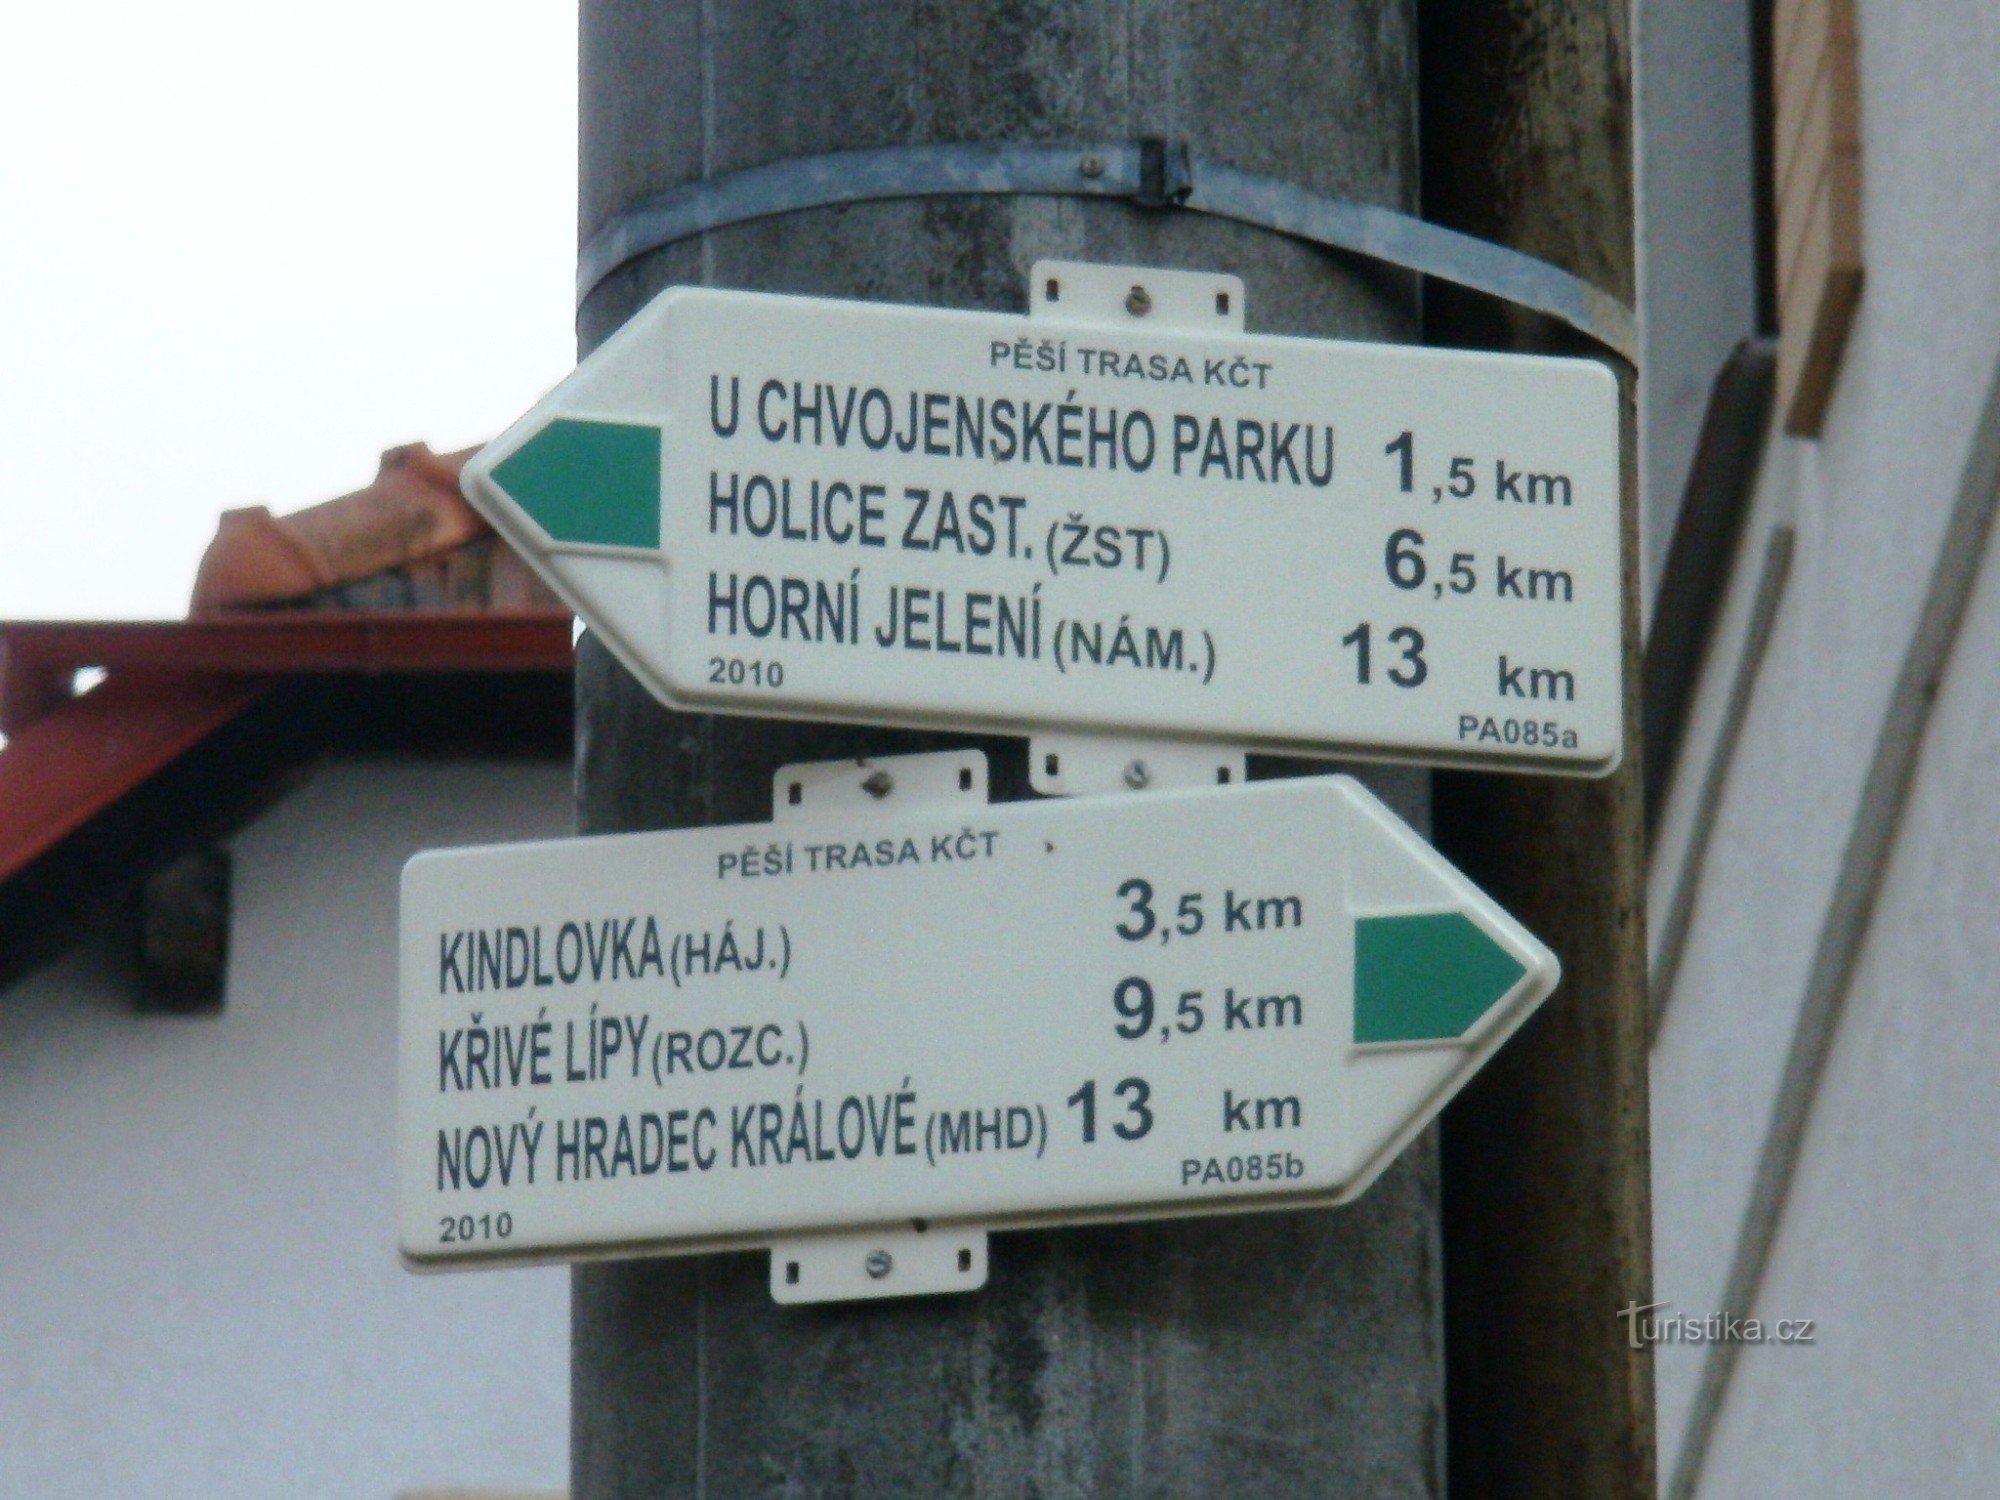 PĚŠÍ TRASA KČT
U CHVOJENSKÉHO PARKU 1,5 km
HOLICE ZAST. (ŽST) 6,5 km
HORNÍ JELENÍ (NÁM.) 13 km
2010 PA085a
PĚŠÍ TRASA KČT
KINDLOVKA (HÁJ.) 3,5 km
KŘIVÉ LÍPY (ROZC.) 9,5 km
NOVÝ HRADEC KRÁLOVÉ (MHD) 13 km
2010 PA085b
Turistika.cz